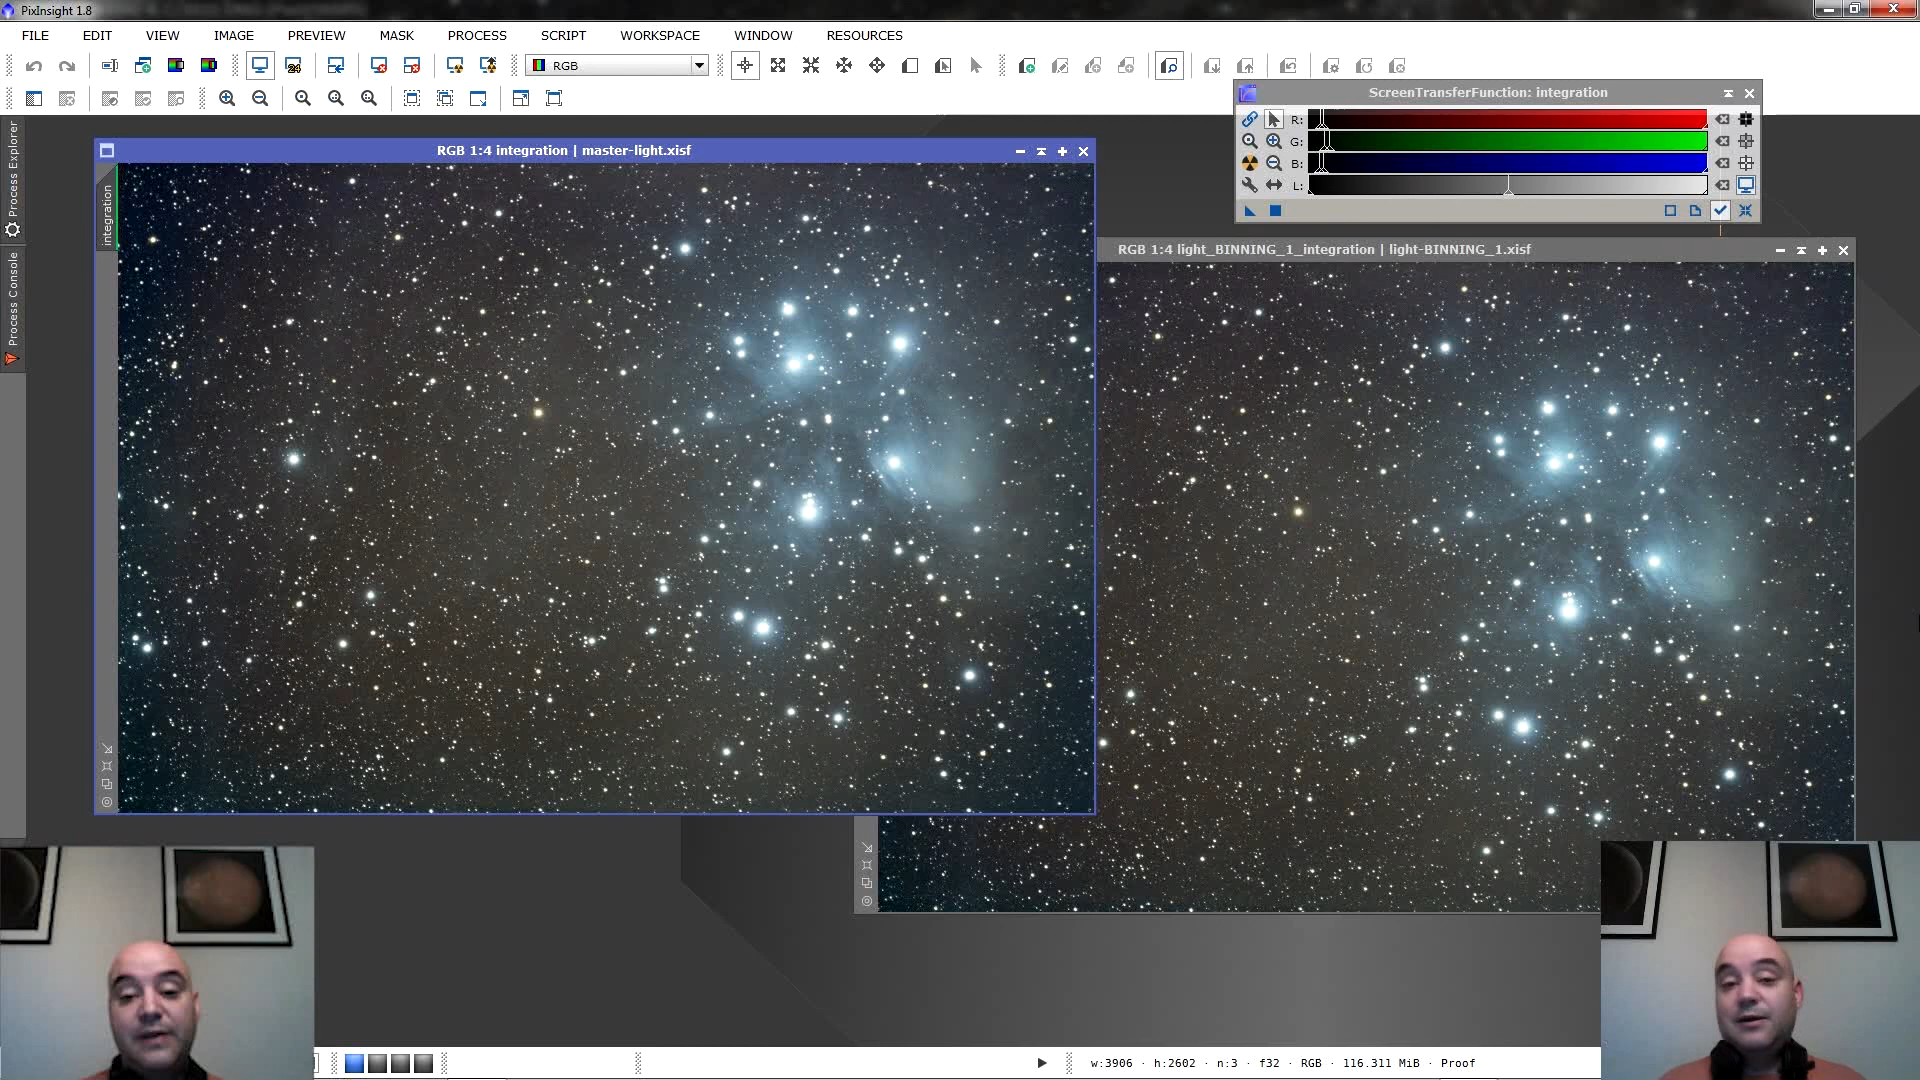 PixInsight 1.8
FILE EDIT VIEW IMAGE PREVIEW MASK PROCESS SCRIPT WORKSPACE WINDOW RESOURCES
24 RGB
ScreenTransferFunction: integration
R:
G:
B:
L:
Process Explorer
Process Console
RGB 1:4 integration | master-light.xisf
integration
RGB 1:4 light_BINNING_1_integration | light-BINNING_1.xisf
w:3906 · h:2602 · n:3 · f32 · RGB · 116.311 MiB · Proof